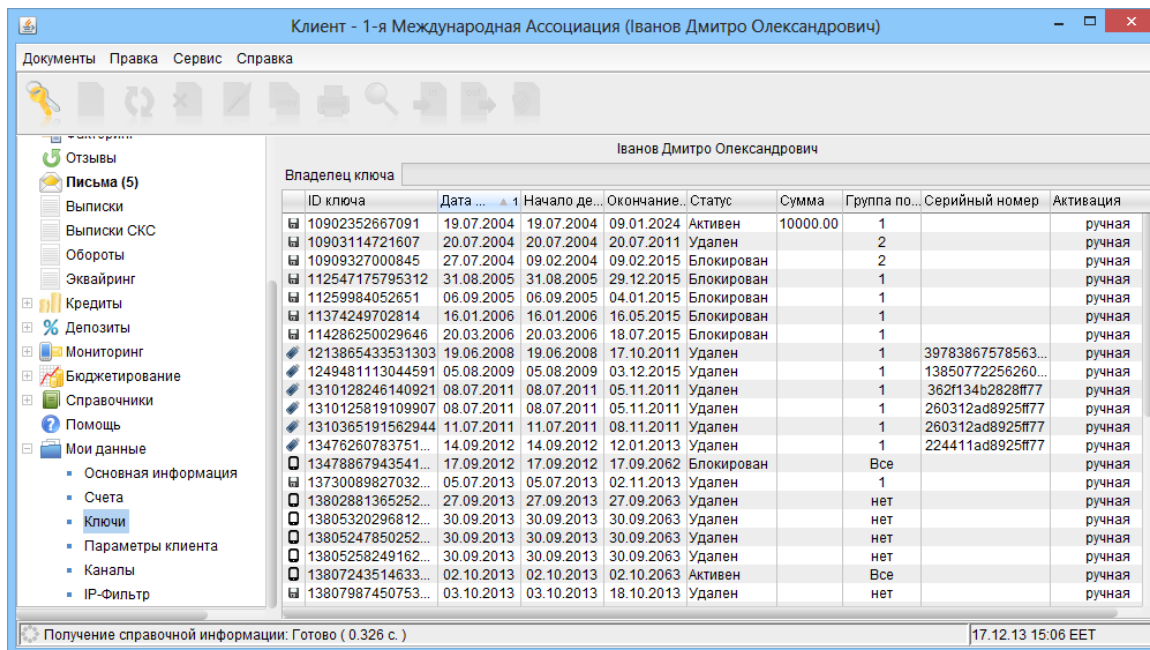 Клиент - 1-я Международная Ассоциация (Іванов Дмитро Олександрович)
Документы Правка Сервис Справка
Отзывы
Письма (5)
Выписки
Выписки СКС
Обороты
Эквайринг
Кредиты
Депозиты
Мониторинг
Бюджетирование
Справочники
Помощь
Мои данные
Основная информация
Счета
Ключи
Параметры клиента
Каналы
IP-Фильтр
Іванов Дмитро Олександрович
Владелец ключа
ID ключа Дата ... 1 Начало де... Окончание... Статус Сумма Группа по... Серийный номер Активация
10902352667091 19.07.2004 19.07.2004 09.01.2024 Активен 10000.00 1 ручная
10903114721607 20.07.2004 20.07.2004 20.07.2011 Удален 2 ручная
10909327000845 27.07.2004 09.02.2004 09.02.2015 Блокирован 2 ручная
112547175795312 31.08.2005 31.08.2005 29.12.2015 Блокирован 1 ручная
11259984052651 06.09.2005 06.09.2005 04.01.2015 Блокирован 1 ручная
11374249702814 16.01.2006 16.01.2006 16.05.2015 Блокирован 1 ручная
114286250029646 20.03.2006 20.03.2006 18.07.2015 Блокирован 1 ручная
1213865433531303 19.06.2008 19.06.2008 17.10.2011 Удален 1 39783867578563... ручная
1249481113044591 05.08.2009 05.08.2009 03.12.2015 Удален 1 13850772256260... ручная
1310128246140921 08.07.2011 08.07.2011 05.11.2011 Удален 1 362f134b2828ff77 ручная
1310125819109907 08.07.2011 08.07.2011 05.11.2011 Удален 1 260312ad8925ff77 ручная
1310365191562944 11.07.2011 11.07.2011 08.11.2011 Удален 1 260312ad8925ff77 ручная
13476260783751... 14.09.2012 14.09.2012 12.01.2013 Удален 1 224411ad8925ff77 ручная
13478867943541... 17.09.2012 17.09.2012 17.09.2062 Блокирован Все ручная
13730089827032... 05.07.2013 05.07.2013 02.11.2013 Удален 1 ручная
13802881365252... 27.09.2013 27.09.2013 27.09.2063 Удален нет ручная
13805320296812... 30.09.2013 30.09.2013 30.09.2063 Удален нет ручная
13805247850252... 30.09.2013 30.09.2013 30.09.2063 Удален нет ручная
13805258249162... 30.09.2013 30.09.2013 30.09.2063 Удален нет ручная
13807243514633... 02.10.2013 02.10.2013 02.10.2063 Активен Все ручная
13807987450753... 03.10.2013 03.10.2013 18.10.2013 Удален нет ручная
Получение справочной информации: Готово ( 0.326 с. ) 17.12.13 15:06 EET